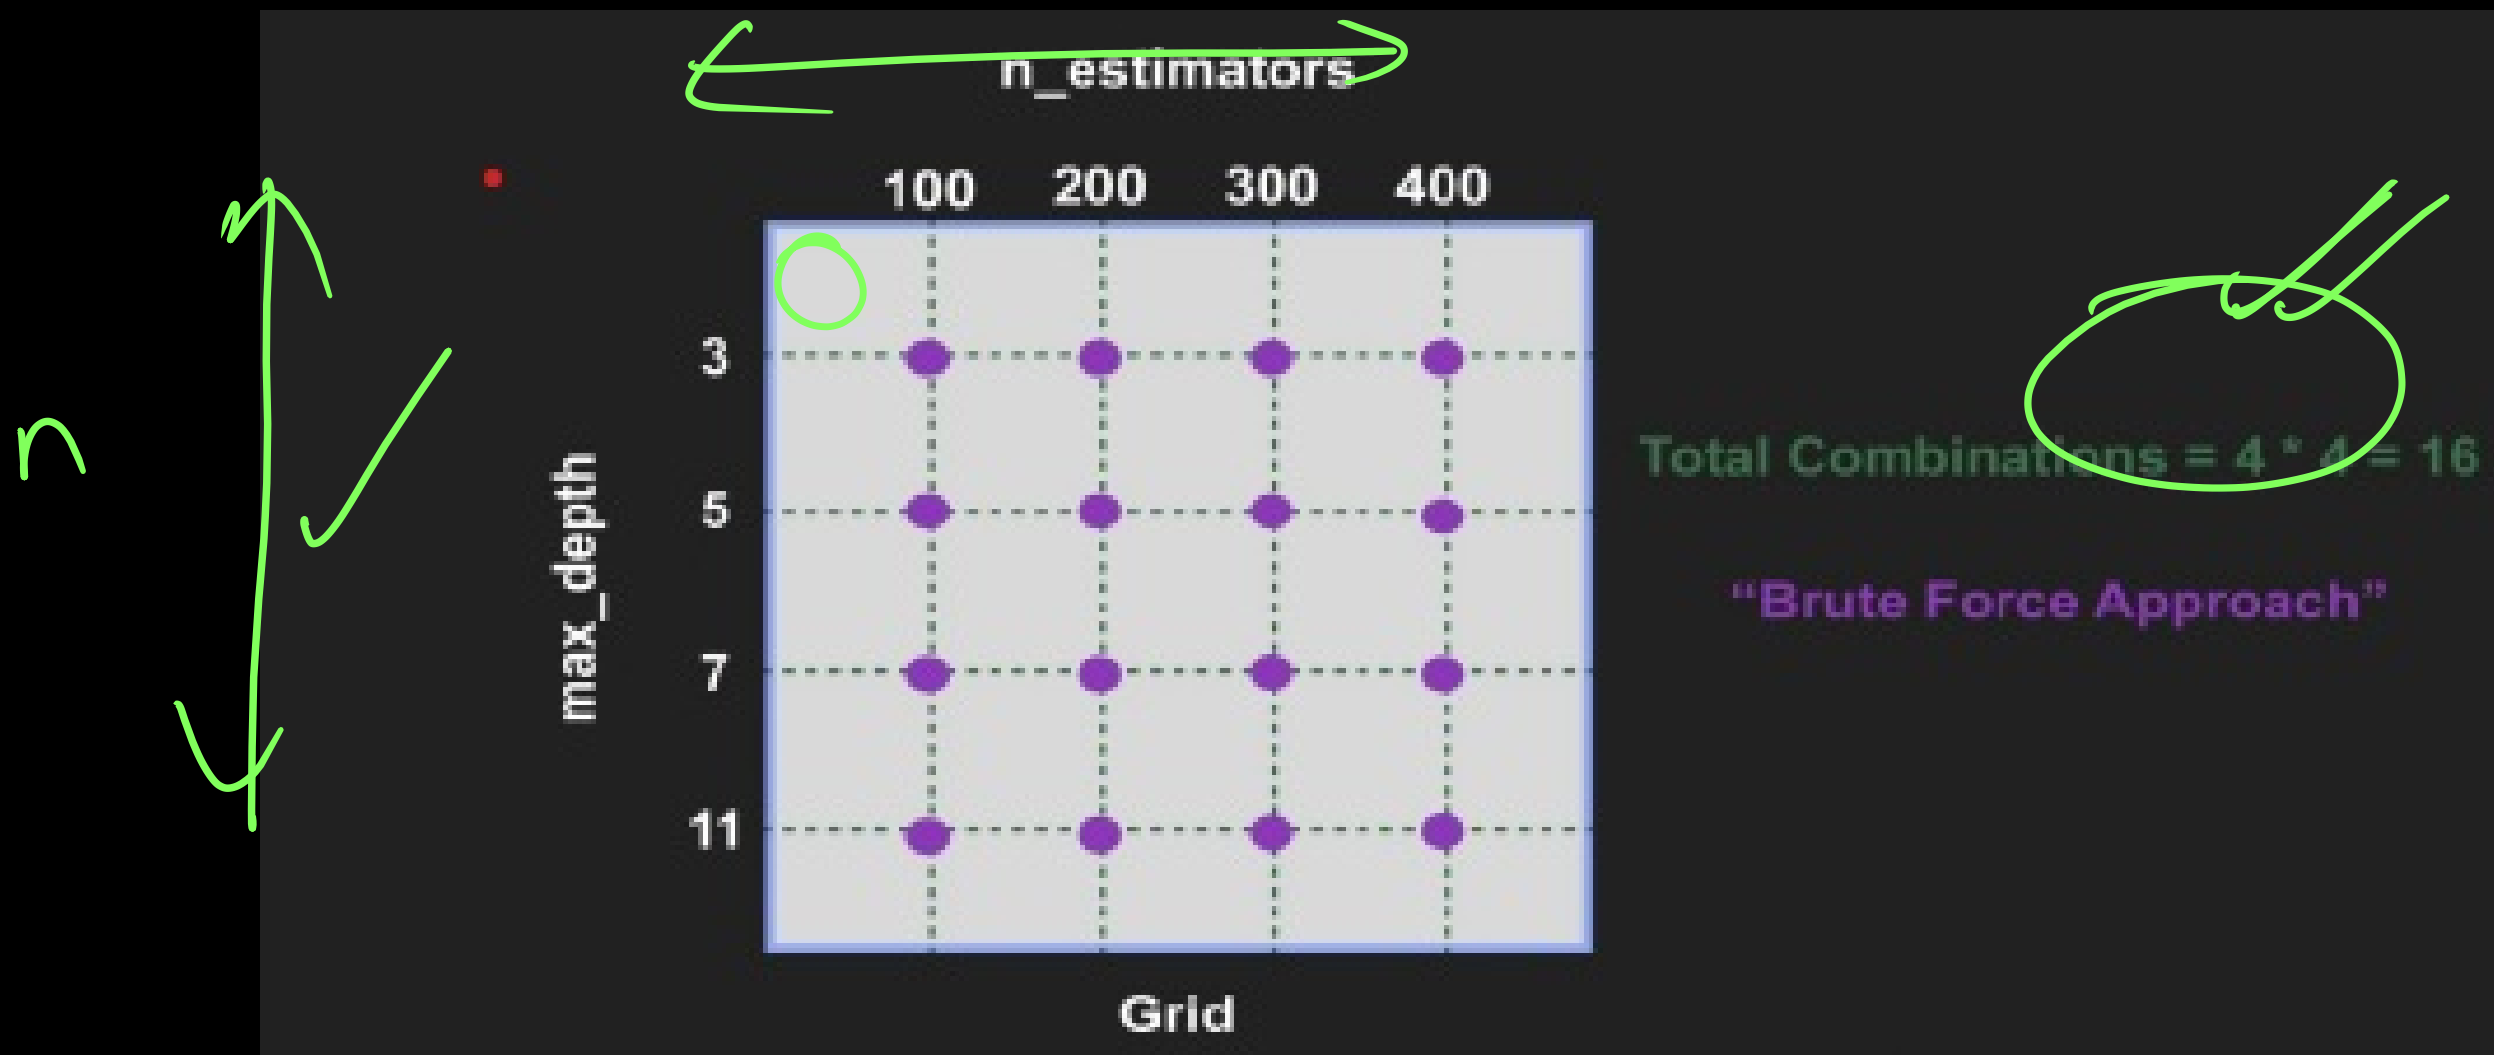 n_estimators
100 200 300 400
3
5
7
11
max_depth
n
Total Combinations = 4 * 4 = 16
“Brute Force Approach”
Grid